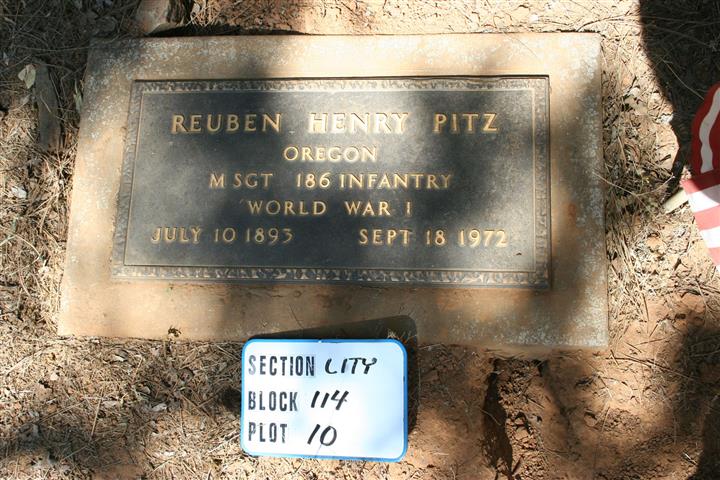 REUBEN HENRY PITZ
OREGON
M SGT 186 INFANTRY
WORLD WAR I
JULY 10 1893 SEPT 18 1972
SECTION CITY
BLOCK 114
PLOT 10